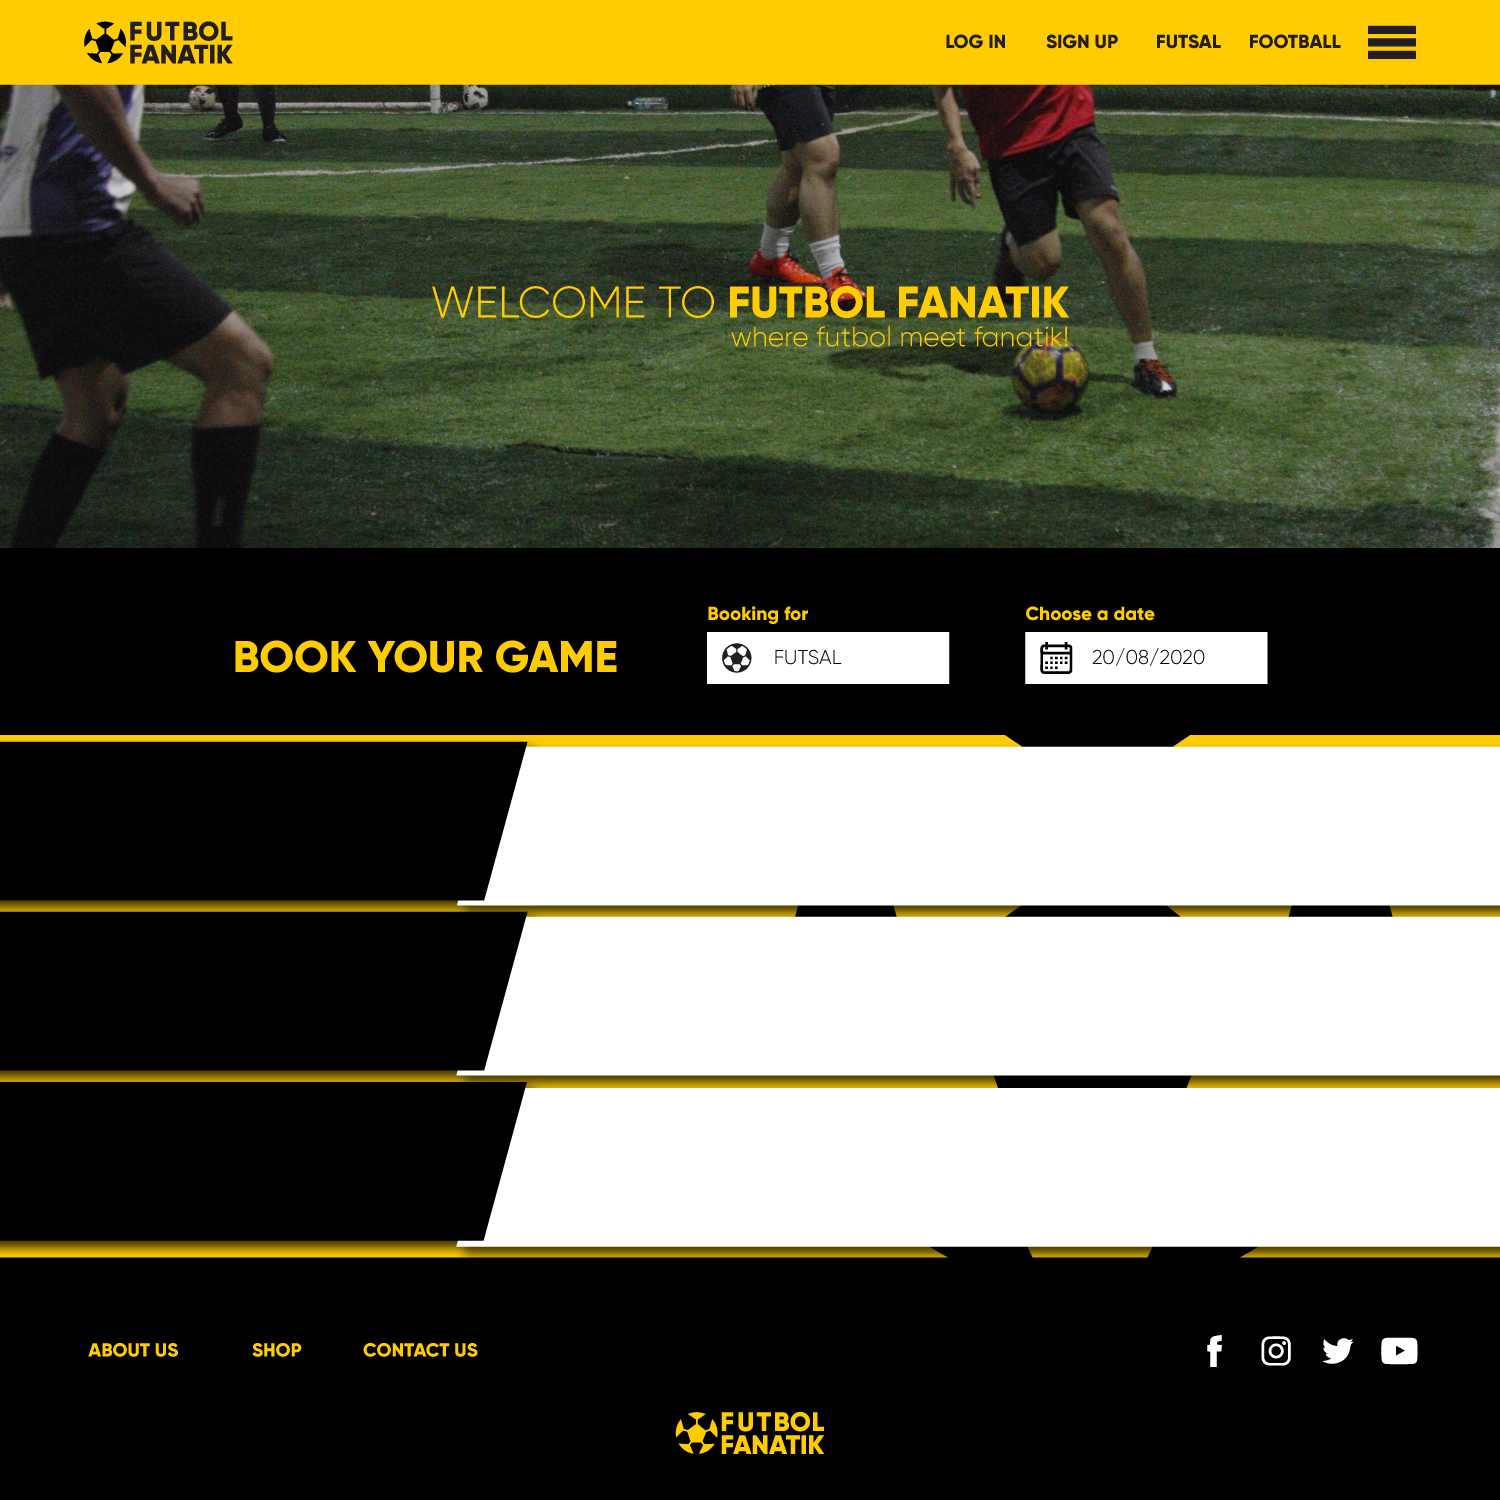 FUTBOL
FANATIK
LOG IN
SIGN UP
FUTSAL
FOOTBALL
WELCOME TO FUTBOL FANATIK
where futbol meet fanatik!
BOOK YOUR GAME
Booking for
FUTSAL
Choose a date
20/08/2020
ABOUT US
SHOP
CONTACT US
FUTBOL
FANATIK